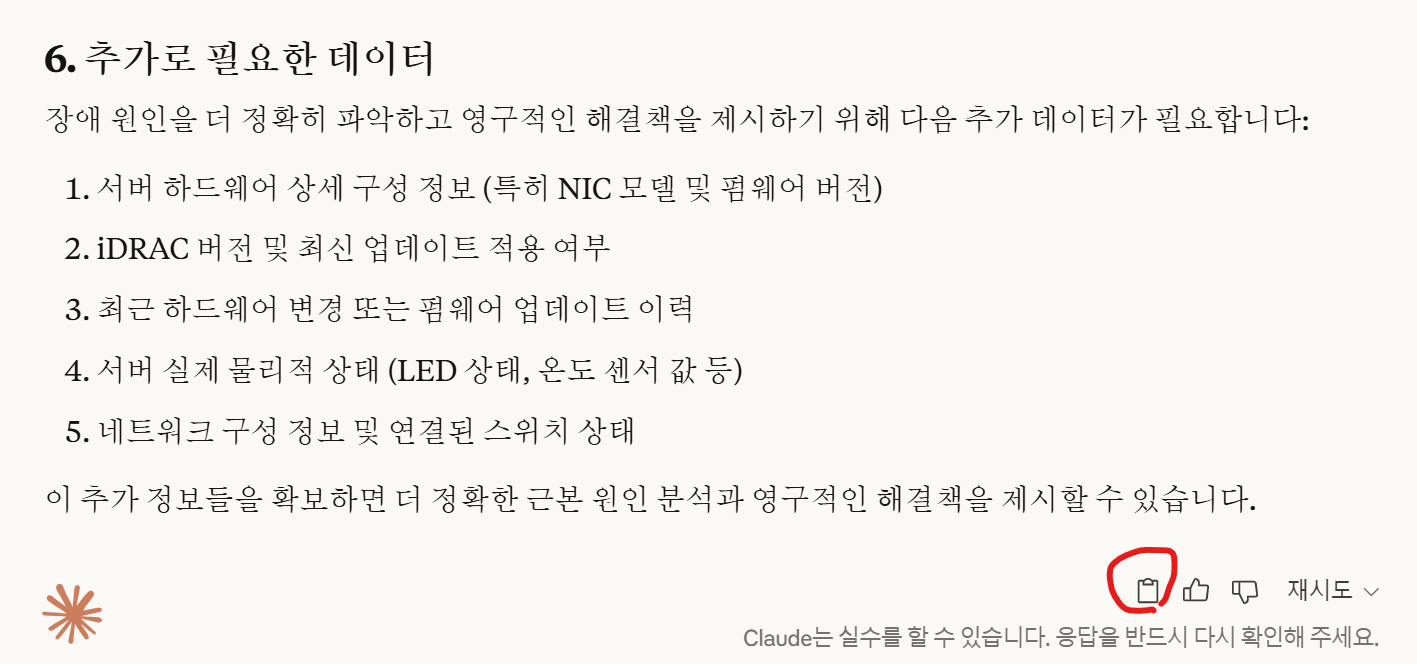 6. 추가로 필요한 데이터
장애 원인을 더 정확히 파악하고 영구적인 해결책을 제시하기 위해 다음 추가 데이터가 필요합니다:
1. 서버 하드웨어 상세 구성 정보 (특히 NIC 모델 및 펌웨어 버전)
2. iDRAC 버전 및 최신 업데이트 적용 여부
3. 최근 하드웨어 변경 또는 펌웨어 업데이트 이력
4. 서버 실제 물리적 상태 (LED 상태, 온도 센서 값 등)
5. 네트워크 구성 정보 및 연결된 스위치 상태
이 추가 정보들을 확보하면 더 정확한 근본 원인 분석과 영구적인 해결책을 제시할 수 있습니다.
재시도
Claude는 실수를 할 수 있습니다. 응답을 반드시 다시 확인해 주세요.